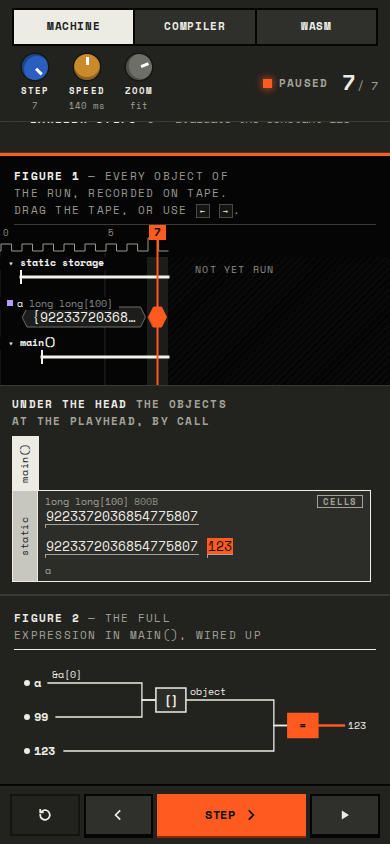 MACHINE COMPILER WASM
STEP SPEED ZOOM
7 140 ms fit
PAUSED 7 / 7
FIGURE 1 — EVERY OBJECT OF
THE RUN, RECORDED ON TAPE.
DRAG THE TAPE, OR USE ← →.
0 5 7
▾ static storage
NOT YET RUN
a long long[100]
{92233720368…
▾ main()
UNDER THE HEAD THE OBJECTS
AT THE PLAYHEAD, BY CALL
main()
static
long long[100] 800B CELLS
9223372036854775807
9223372036854775807 123
a
FIGURE 2 — THE FULL
EXPRESSION IN MAIN(), WIRED UP
&a[0]
a
[] object
99
= 123
123
STEP